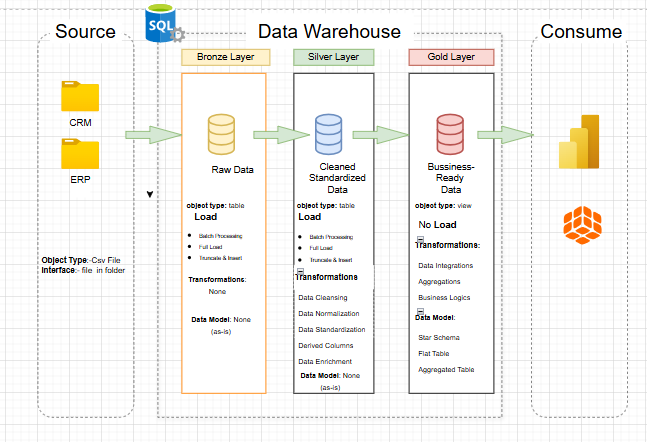 Source
CRM
ERP
Object Type:-Csv File
Interface:- file in folder
SQL
Data Warehouse
Bronze Layer
Raw Data
object type: table
Load
Batch Processing
Full Load
Truncate & Insert
Transformations:
None
Data Model: None
(as-is)
Silver Layer
Cleaned
Standardized
Data
object type: table
Load
Batch Processing
Full Load
Truncate & Insert
Transformations
Data Cleansing
Data Normalization
Data Standardization
Derived Columns
Data Enrichment
Data Model: None
(as-is)
Gold Layer
Bussiness-
Ready
Data
object type: view
No Load
Transformations:
Data Integrations
Aggregations
Business Logics
Data Model:
Star Schema
Flat Table
Aggregated Table
Consume